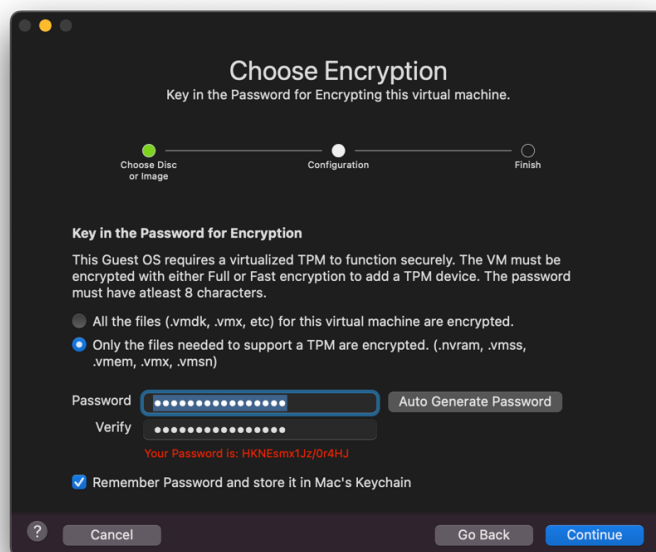 Choose Encryption
Key in the Password for Encrypting this virtual machine.
Choose Disc
or Image
Configuration
Finish
Key in the Password for Encryption
This Guest OS requires a virtualized TPM to function securely. The VM must be
encrypted with either Full or Fast encryption to add a TPM device. The password
must have atleast 8 characters.
All the files (.vmdk, .vmx, etc) for this virtual machine are encrypted.
Only the files needed to support a TPM are encrypted. (.nvram, .vmss,
.vmem, .vmx, .vmsn)
Password ●●●●●●●●●●●●●●●● Auto Generate Password
Verify ●●●●●●●●●●●●●●●●
Your Password is: HKNEsmx1Jz/0r4HJ
Remember Password and store it in Mac's Keychain
? Cancel Go Back Continue